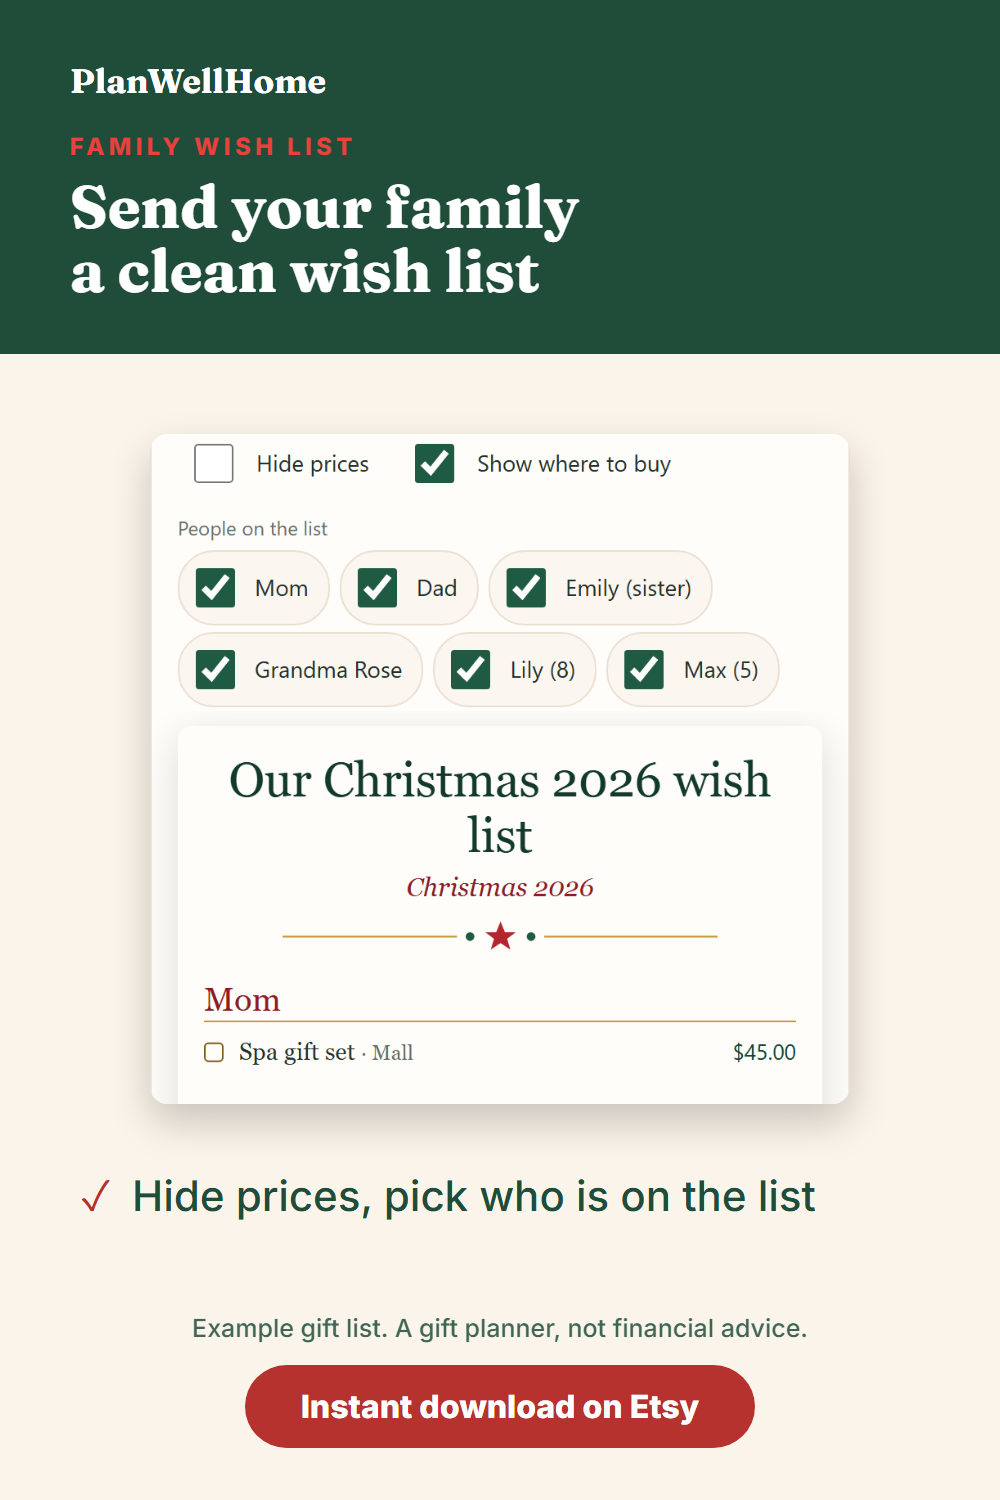 PlanWellHome
FAMILY WISH LIST
Send your family
a clean wish list
Hide prices
Show where to buy
People on the list
Mom
Dad
Emily (sister)
Grandma Rose
Lily (8)
Max (5)
Our Christmas 2026 wish
list
Christmas 2026
Mom
Spa gift set · Mall $45.00
✓ Hide prices, pick who is on the list
Example gift list. A gift planner, not financial advice.
Instant download on Etsy